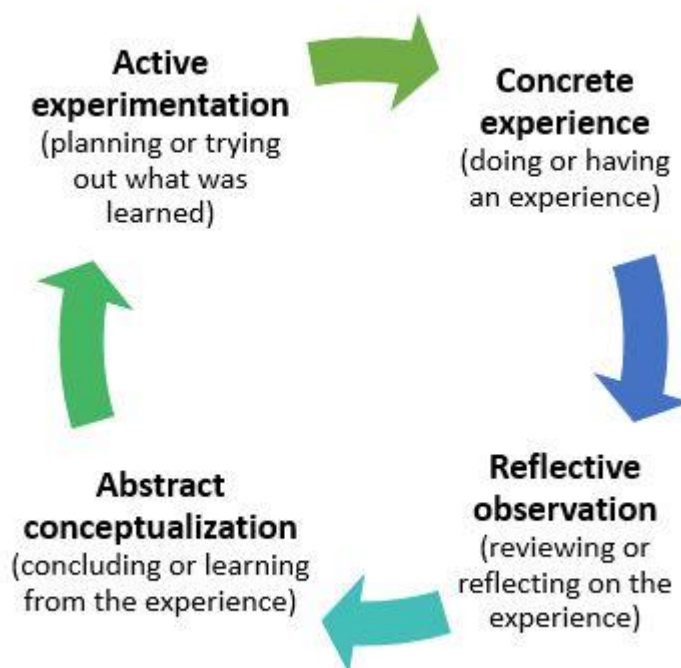 Active
experimentation
(planning or trying
out what was
learned)
Concrete
experience
(doing or having
an experience)
Reflective
observation
(reviewing or
reflecting on the
experience)
Abstract
conceptualization
(concluding or learning
from the experience)